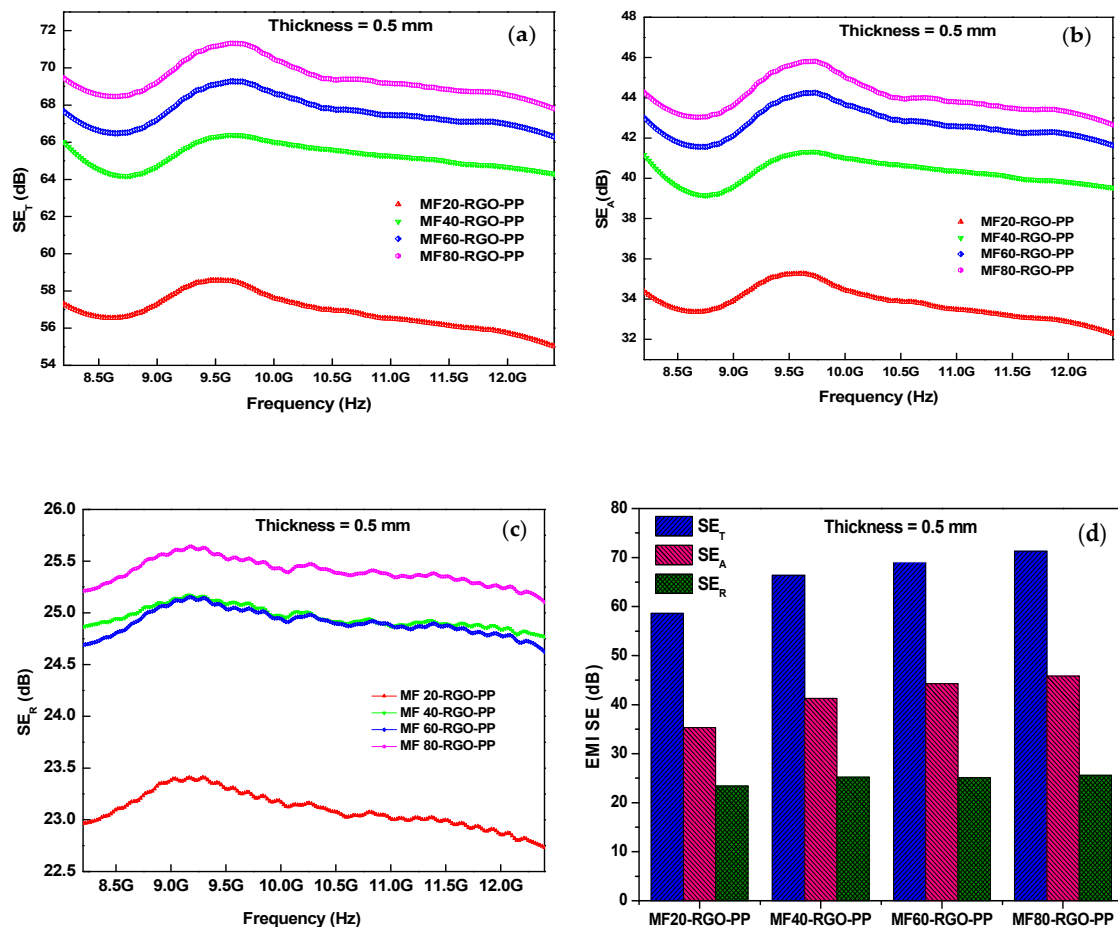 Thickness = 0.5 mm
(a)
72
70
68
66
64
62
60
58
56
54
SE_T (dB)
MF20-RGO-PP
MF40-RGO-PP
MF60-RGO-PP
MF80-RGO-PP
8.5G 9.0G 9.5G 10.0G 10.5G 11.0G 11.5G 12.0G
Frequency (Hz)
Thickness = 0.5 mm
(b)
48
46
44
42
40
38
36
34
32
SE_A(dB)
MF20-RGO-PP
MF40-RGO-PP
MF60-RGO-PP
MF80-RGO-PP
8.5G 9.0G 9.5G 10.0G 10.5G 11.0G 11.5G 12.0G
Frequency (Hz)
Thickness = 0.5 mm
(c)
26.0
25.5
25.0
24.5
24.0
23.5
23.0
22.5
SE_R (dB)
MF 20-RGO-PP
MF 40-RGO-PP
MF 60-RGO-PP
MF 80-RGO-PP
8.5G 9.0G 9.5G 10.0G 10.5G 11.0G 11.5G 12.0G
Frequency (Hz)
Thickness = 0.5 mm
(d)
SE_T
SE_A
SE_R
80
70
60
50
40
30
20
10
0
EMI SE (dB)
MF20-RGO-PP MF40-RGO-PP MF60-RGO-PP MF80-RGO-PP